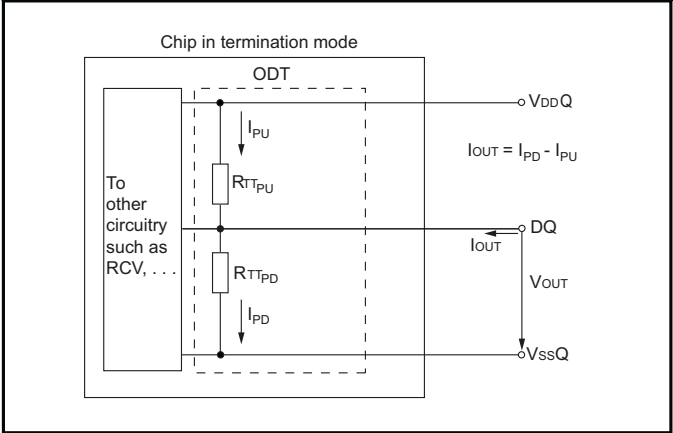 Chip in termination mode
ODT
VDDQ
IPU
IOUT = IPD - IPU
RTTPU
To
other
circuitry
such as
RCV, . . .
DQ
IOUT
RTTPD
VOUT
IPD
VSSQ